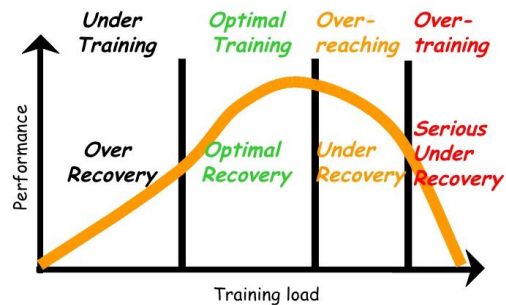 Under
Training
Optimal
Training
Over-
reaching
Over-
training
Performance
Over
Recovery
Optimal
Recovery
Under
Recovery
Serious
Under
Recovery
Training load